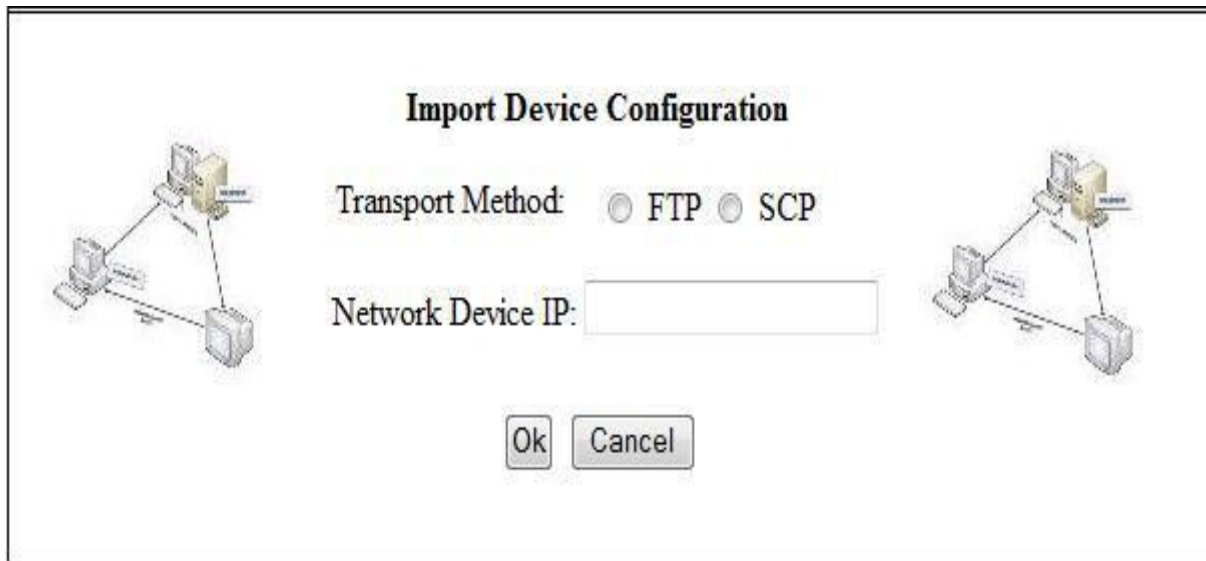 Import Device Configuration
Transport Method: FTP SCP
Network Device IP:
Ok Cancel